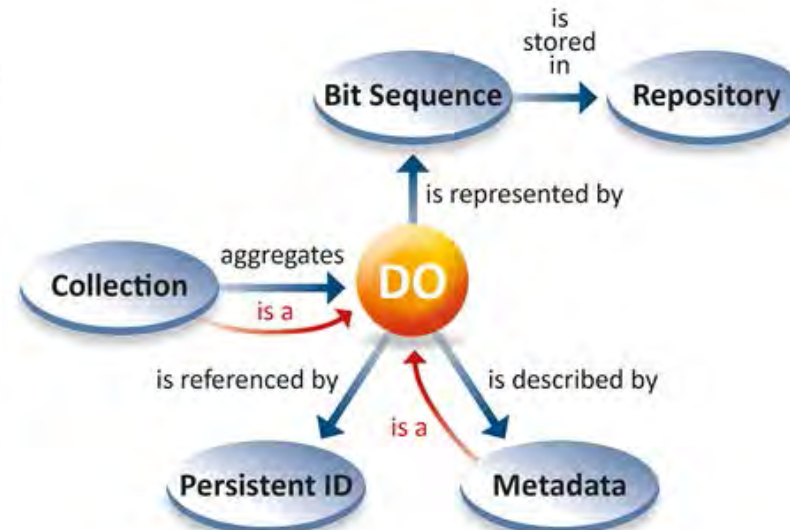 is
stored
in
Bit Sequence
Repository
is represented by
aggregates
DO
Collection
is a
is referenced by
is described by
is a
Persistent ID
Metadata